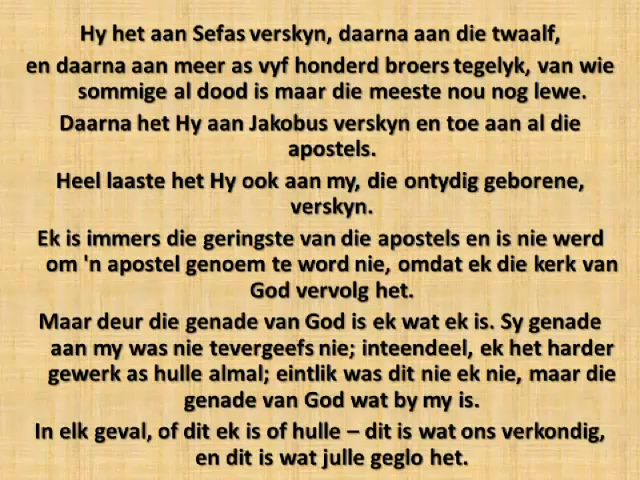 Hy het aan Sefas verskyn, daarna aan die twaalf,
en daarna aan meer as vyf honderd broers tegelyk, van wie
sommige al dood is maar die meeste nou nog lewe.
Daarna het Hy aan Jakobus verskyn en toe aan al die
apostels.
Heel laaste het Hy ook aan my, die ontydig geborene,
verskyn.
Ek is immers die geringste van die apostels en is nie werd
om 'n apostel genoem te word nie, omdat ek die kerk van
God vervolg het.
Maar deur die genade van God is ek wat ek is. Sy genade
aan my was nie tevergeefs nie; inteendeel, ek het harder
gewerk as hulle almal; eintlik was dit nie ek nie, maar die
genade van God wat by my is.
In elk geval, of dit ek is of hulle – dit is wat ons verkondig,
en dit is wat julle geglo het.